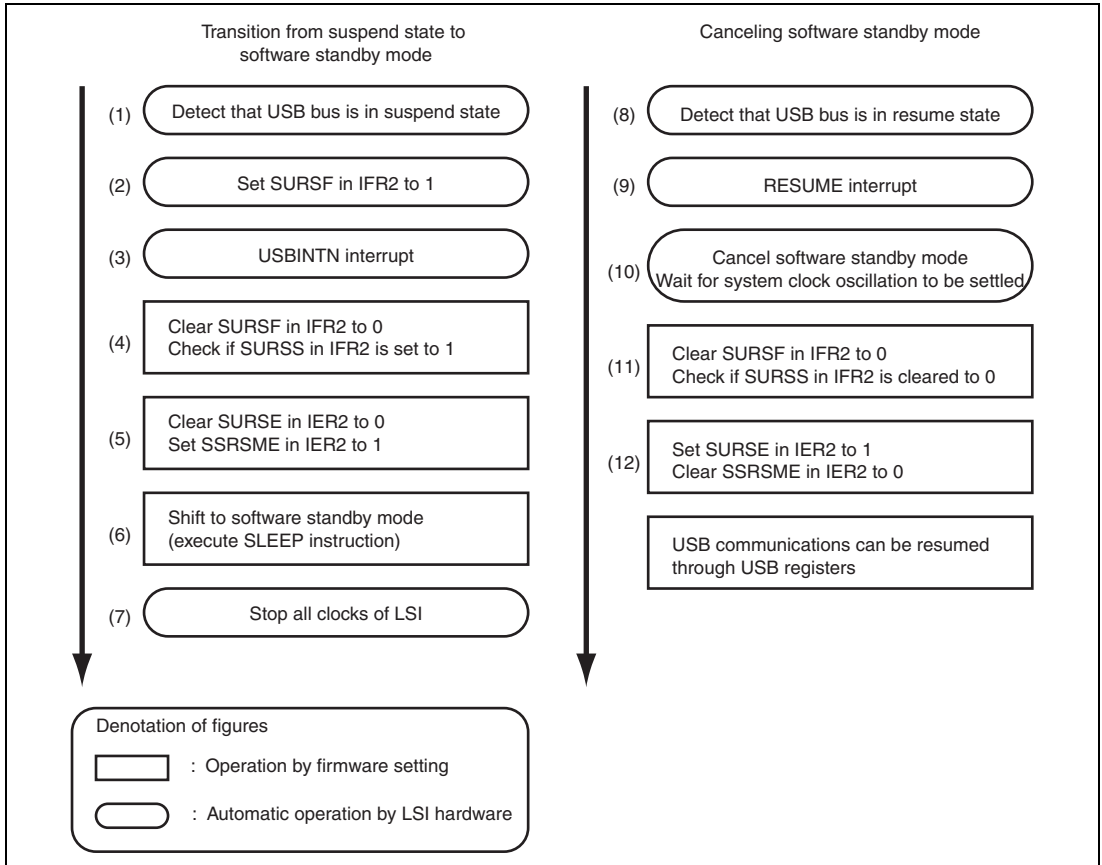 Transition from suspend state to
software standby mode
(1) Detect that USB bus is in suspend state
(2) Set SURSF in IFR2 to 1
(3) USBINTN interrupt
(4) Clear SURSF in IFR2 to 0
Check if SURSS in IFR2 is set to 1
(5) Clear SURSE in IER2 to 0
Set SSRSME in IER2 to 1
(6) Shift to software standby mode
(execute SLEEP instruction)
(7) Stop all clocks of LSI
Canceling software standby mode
(8) Detect that USB bus is in resume state
(9) RESUME interrupt
(10) Cancel software standby mode
Wait for system clock oscillation to be settled
(11) Clear SURSF in IFR2 to 0
Check if SURSS in IFR2 is cleared to 0
(12) Set SURSE in IER2 to 1
Clear SSRSME in IER2 to 0
USB communications can be resumed
through USB registers
Denotation of figures
: Operation by firmware setting
: Automatic operation by LSI hardware